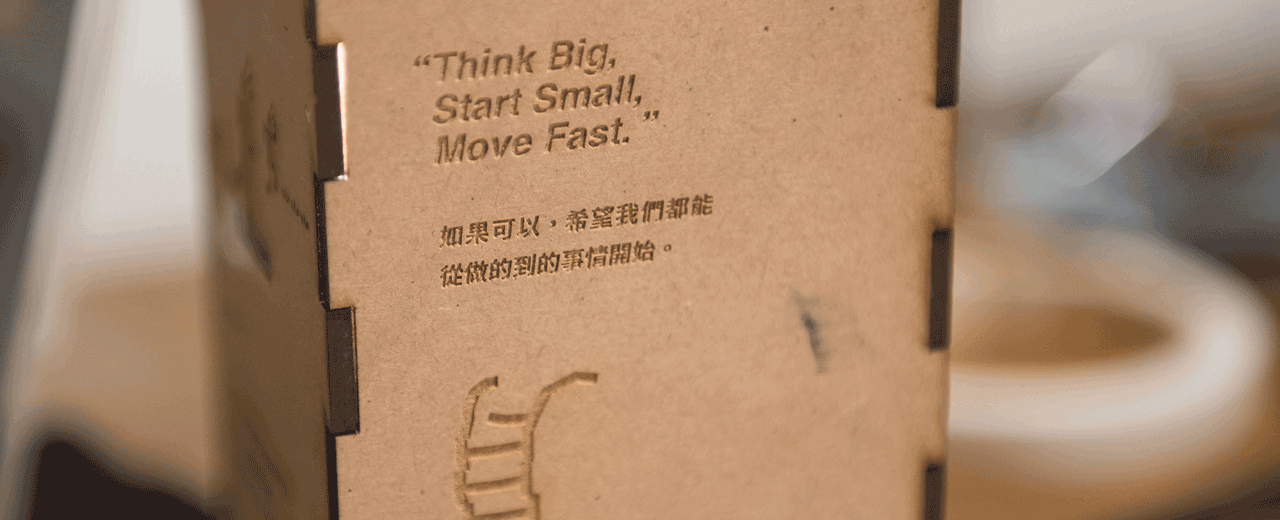 “Think Big,
Start Small,
Move Fast.”
如果可以，希望我們都能
從做的到的事情開始。